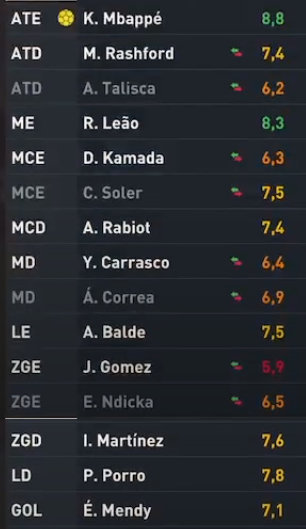 ATE K. Mbappé 8,8
ATD M. Rashford 7,4
ATD A. Talisca 6,2
ME R. Leão 8,3
MCE D. Kamada 6,3
MCE C. Soler 7,5
MCD A. Rabiot 7,4
MD Y. Carrasco 6,4
MD Á. Correa 6,9
LE A. Balde 7,5
ZGE J. Gomez 5,9
ZGE E. Ndicka 6,5
ZGD I. Martínez 7,6
LD P. Porro 7,8
GOL É. Mendy 7,1